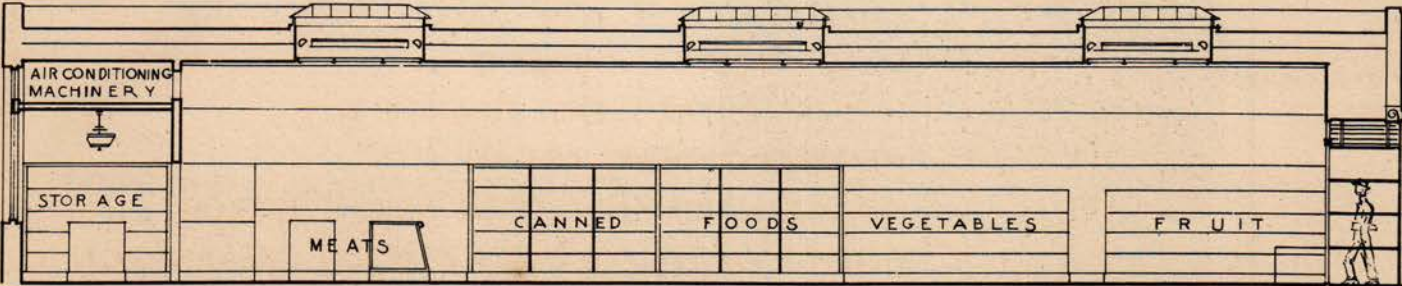 AIR CONDITIONING
MACHINERY
STORAGE
MEATS
CANNED FOODS VEGETABLES FRUIT